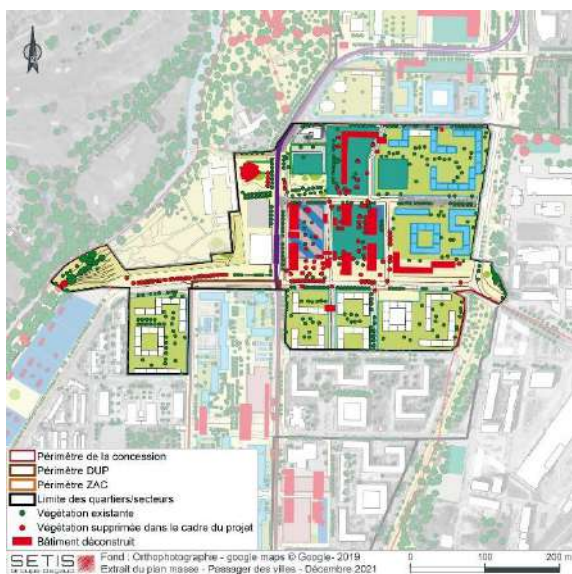 N
Périmètre de la concession
Périmètre DUP
Périmètre ZAC
Limite des quartiers/secteurs
Végétation existante
Végétation supprimée dans le cadre du projet
Bâtiment déconstruit
SETIS
Fond : Orthophotographie - google maps © Google- 2019
Extrait du plan masse - Passager des villes - Décembre 2021
0 100 200 m